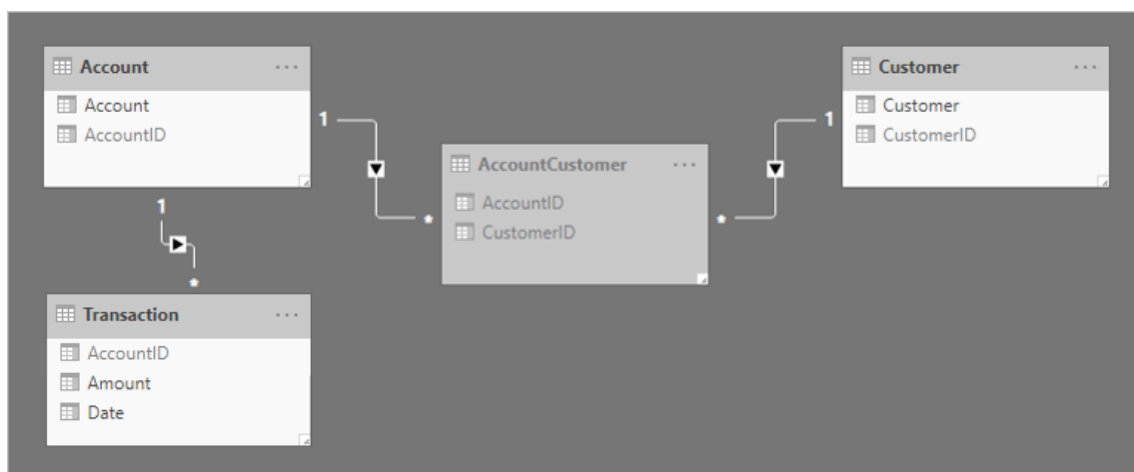 Account
Account
AccountID
1
*
AccountCustomer
AccountID
CustomerID
1
*
Customer
Customer
CustomerID
1
*
Transaction
AccountID
Amount
Date